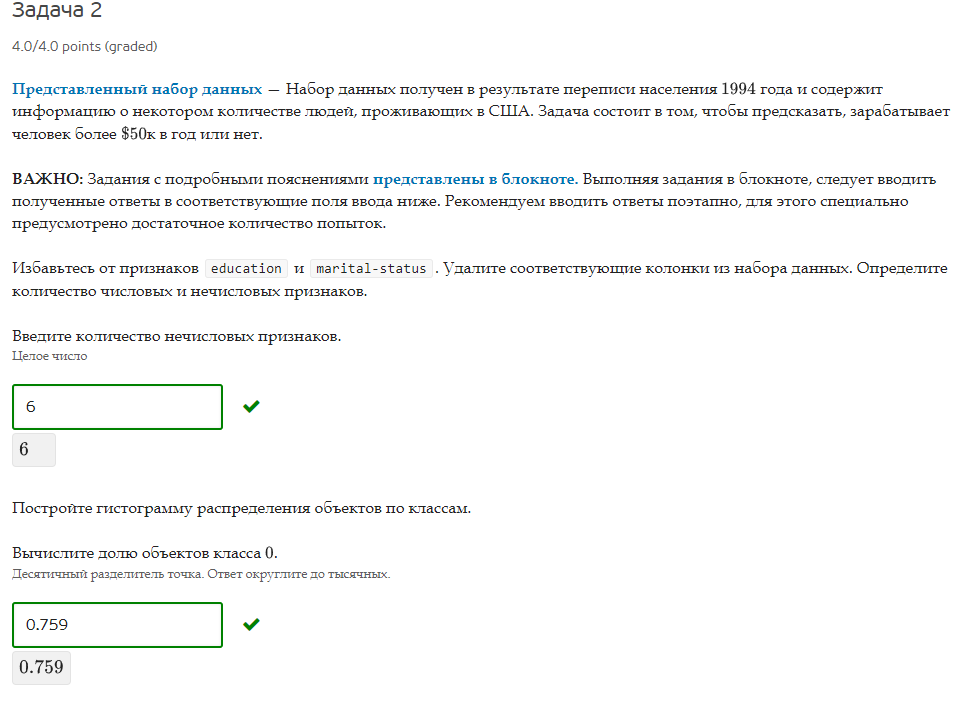 Задача 2
4.0/4.0 points (graded)
Представленный набор данных — Набор данных получен в результате переписи населения 1994 года и содержит
информацию о некотором количестве людей, проживающих в США. Задача состоит в том, чтобы предсказать, зарабатывает
человек более $50к в год или нет.
ВАЖНО: Задания с подробными пояснениями представлены в блокноте. Выполняя задания в блокноте, следует вводить
полученные ответы в соответствующие поля ввода ниже. Рекомендуем вводить ответы поэтапно, для этого специально
предусмотрено достаточное количество попыток.
Избавьтесь от признаков education и marital-status . Удалите соответствующие колонки из набора данных. Определите
количество числовых и нечисловых признаков.
Введите количество нечисловых признаков.
Целое число
6
6
Постройте гистограмму распределения объектов по классам.
Вычислите долю объектов класса 0.
Десятичный разделитель точка. Ответ округлите до тысячных.
0.759
0.759